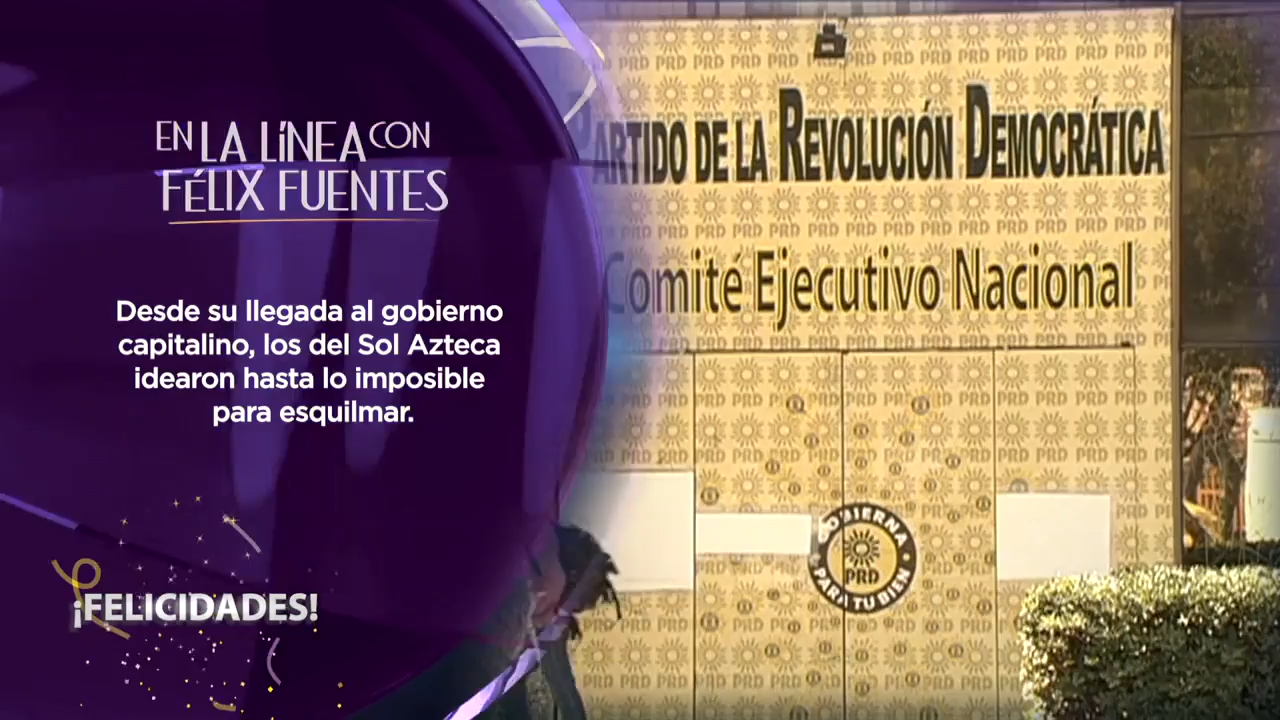 EN LA LÍNEA CON
FÉLIX FUENTES
Desde su llegada al gobierno
capitalino, los del Sol Azteca
idearon hasta lo imposible
para esquilmar.
¡FELICIDADES!
PARTIDO DE LA REVOLUCIÓN DEMOCRÁTICA
Comité Ejecutivo Nacional
GOBIERNA
PRD
PARA TU BIEN